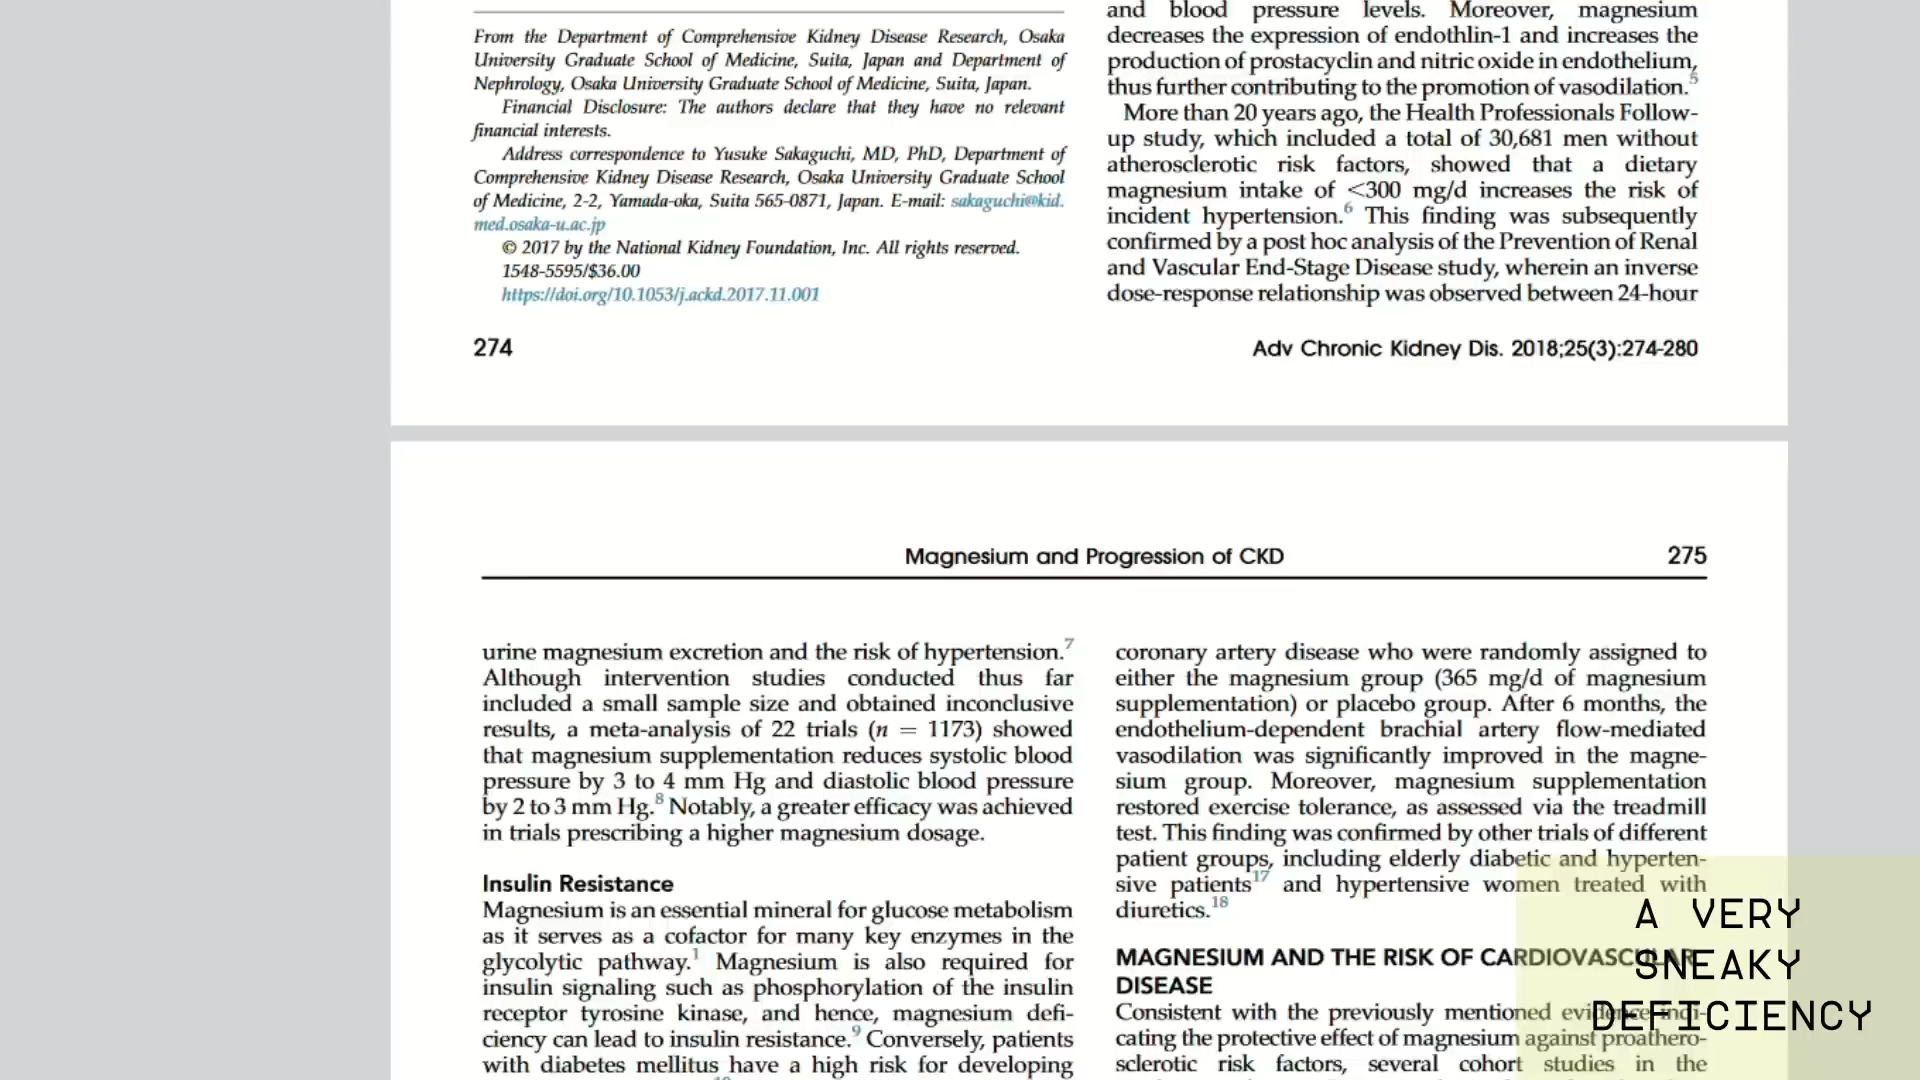 From the Department of Comprehensive Kidney Disease Research, Osaka
University Graduate School of Medicine, Suita, Japan and Department of
Nephrology, Osaka University Graduate School of Medicine, Suita, Japan.
Financial Disclosure: The authors declare that they have no relevant
financial interests.
Address correspondence to Yusuke Sakaguchi, MD, PhD, Department of
Comprehensive Kidney Disease Research, Osaka University Graduate School
of Medicine, 2-2, Yamada-oka, Suita 565-0871, Japan. E-mail: sakaguchi@kid.
med.osaka-u.ac.jp
© 2017 by the National Kidney Foundation, Inc. All rights reserved.
1548-5595/$36.00
https://doi.org/10.1053/j.ackd.2017.11.001
and blood pressure levels. Moreover, magnesium
decreases the expression of endothlin-1 and increases the
production of prostacyclin and nitric oxide in endothelium,
thus further contributing to the promotion of vasodilation.5
More than 20 years ago, the Health Professionals Follow-
up study, which included a total of 30,681 men without
atherosclerotic risk factors, showed that a dietary
magnesium intake of <300 mg/d increases the risk of
incident hypertension.6 This finding was subsequently
confirmed by a post hoc analysis of the Prevention of Renal
and Vascular End-Stage Disease study, wherein an inverse
dose-response relationship was observed between 24-hour
274
Adv Chronic Kidney Dis. 2018;25(3):274-280
Magnesium and Progression of CKD
275
urine magnesium excretion and the risk of hypertension.7
Although intervention studies conducted thus far
included a small sample size and obtained inconclusive
results, a meta-analysis of 22 trials (n = 1173) showed
that magnesium supplementation reduces systolic blood
pressure by 3 to 4 mm Hg and diastolic blood pressure
by 2 to 3 mm Hg.8 Notably, a greater efficacy was achieved
in trials prescribing a higher magnesium dosage.
Insulin Resistance
Magnesium is an essential mineral for glucose metabolism
as it serves as a cofactor for many key enzymes in the
glycolytic pathway.1 Magnesium is also required for
insulin signaling such as phosphorylation of the insulin
receptor tyrosine kinase, and hence, magnesium defi-
ciency can lead to insulin resistance.9 Conversely, patients
with diabetes mellitus have a high risk for developing
coronary artery disease who were randomly assigned to
either the magnesium group (365 mg/d of magnesium
supplementation) or placebo group. After 6 months, the
endothelium-dependent brachial artery flow-mediated
vasodilation was significantly improved in the magne-
sium group. Moreover, magnesium supplementation
restored exercise tolerance, as assessed via the treadmill
test. This finding was confirmed by other trials of different
patient groups, including elderly diabetic and hyperten-
sive patients17 and hypertensive women treated with
diuretics.18
MAGNESIUM AND THE RISK OF CARDIOVASCULAR
DISEASE
Consistent with the previously mentioned evidence indi-
cating the protective effect of magnesium against proathero-
sclerotic risk factors, several cohort studies in the
A VERY
SNEAKY
DEFICIENCY